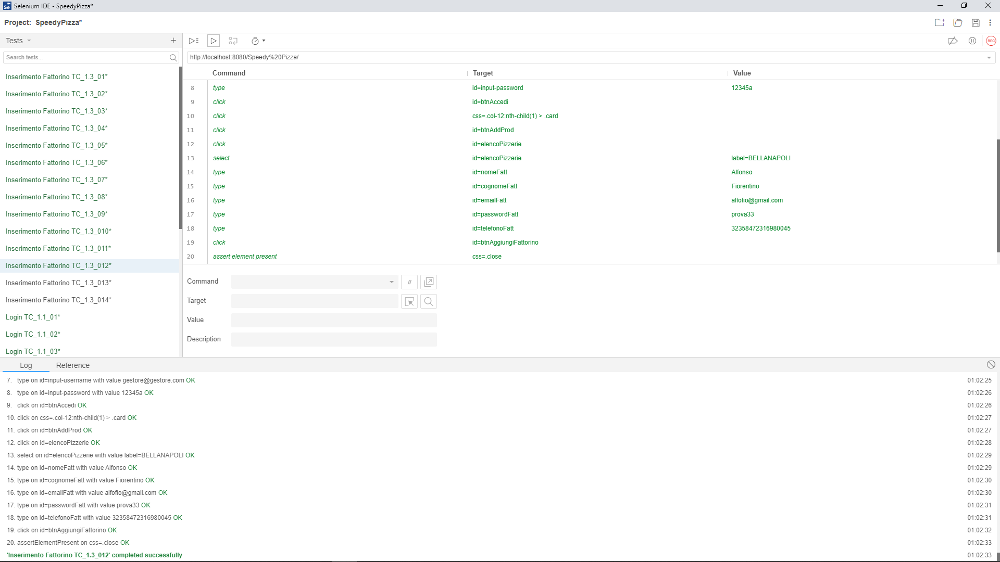 Selenium IDE - SpeedyPizza*
Project: SpeedyPizza*
Tests
Search tests...
Inserimento Fattorino TC_1.3_01*
Inserimento Fattorino TC_1.3_02*
Inserimento Fattorino TC_1.3_03*
Inserimento Fattorino TC_1.3_04*
Inserimento Fattorino TC_1.3_05*
Inserimento Fattorino TC_1.3_06*
Inserimento Fattorino TC_1.3_07*
Inserimento Fattorino TC_1.3_08*
Inserimento Fattorino TC_1.3_09*
Inserimento Fattorino TC_1.3_010*
Inserimento Fattorino TC_1.3_011*
Inserimento Fattorino TC_1.3_012*
Inserimento Fattorino TC_1.3_013*
Inserimento Fattorino TC_1.3_014*
Login TC_1.1_01*
Login TC_1.1_02*
Login TC_1.1_03*
REC
http://localhost:8080/Speedy%20Pizza/
Command Target Value
8 type id=input-password 12345a
9 click id=btnAccedi
10 click css=.col-12:nth-child(1) > .card
11 click id=btnAddProd
12 click id=elencoPizzerie
13 select id=elencoPizzerie label=BELLANAPOLI
14 type id=nomeFatt Alfonso
15 type id=cognomeFatt Fiorentino
16 type id=emailFatt alfofio@gmail.com
17 type id=passwordFatt prova33
18 type id=telefonoFatt 32358472316980045
19 click id=btnAggiungiFattorino
20 assert element present css=.close
Command //
Target
Value
Description
Log Reference
7. type on id=input-username with value gestore@gestore.com OK 01:02:25
8. type on id=input-password with value 12345a OK 01:02:26
9. click on id=btnAccedi OK 01:02:26
10. click on css=.col-12:nth-child(1) > .card OK 01:02:27
11. click on id=btnAddProd OK 01:02:27
12. click on id=elencoPizzerie OK 01:02:28
13. select on id=elencoPizzerie with value label=BELLANAPOLI OK 01:02:29
14. type on id=nomeFatt with value Alfonso OK 01:02:29
15. type on id=cognomeFatt with value Fiorentino OK 01:02:30
16. type on id=emailFatt with value alfofio@gmail.com OK 01:02:30
17. type on id=passwordFatt with value prova33 OK 01:02:31
18. type on id=telefonoFatt with value 32358472316980045 OK 01:02:31
19. click on id=btnAggiungiFattorino OK 01:02:32
20. assertElementPresent on css=.close OK 01:02:33
'Inserimento Fattorino TC_1.3_012' completed successfully 01:02:33